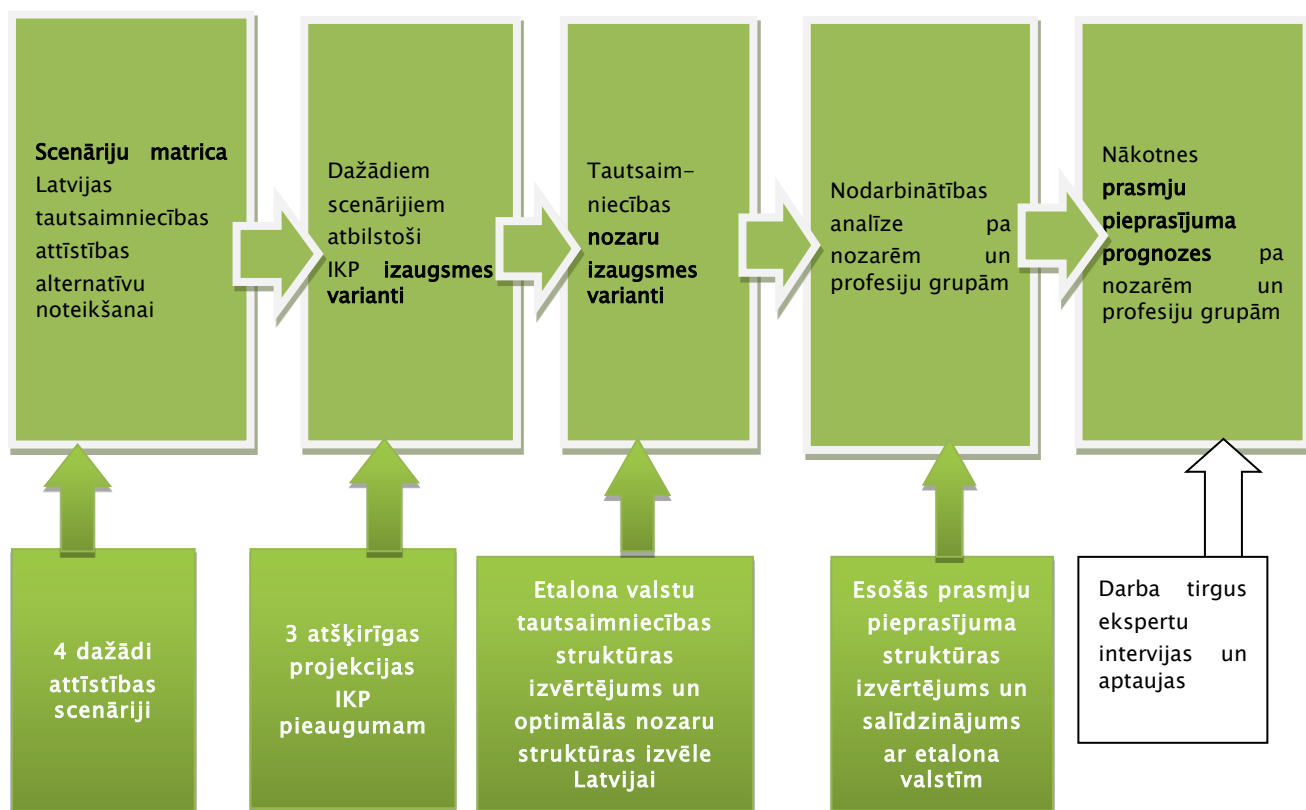 Scenāriju matrica
Latvijas
tautsaimniecības
attīstības
alternatīvu
noteikšanai
Dažādiem
scenārijiem
atbilstoši
IKP izaugsmes
varianti
Tautsaim-
niecības
nozaru
izaugsmes
varianti
Nodarbinātības
analīze pa
nozarēm un
profesiju grupām
Nākotnes
prasmju
pieprasījuma
prognozes pa
nozarēm un
profesiju grupām
4 dažādi
attīstības
scenāriji
3 atšķirīgas
projekcijas
IKP
pieaugumam
Etalona valstu
tautsaimniecības
struktūras
izvērtējums un
optimālās nozaru
struktūras izvēle
Latvijai
Esošās prasmju
pieprasījuma
struktūras
izvērtējums un
salīdzinājums
ar etalona
valstīm
Darba tirgus
ekspertu
intervijas un
aptaujas